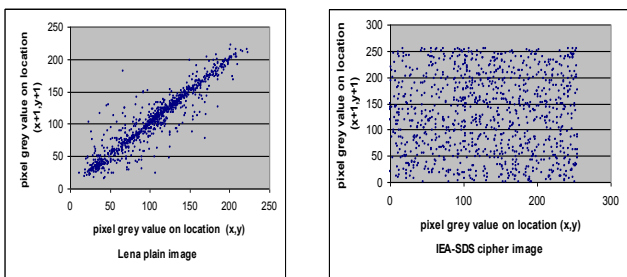 250
200
150
100
50
0
0 50 100 150 200 250
pixel grey value on location
(x+1,y+1)
pixel grey value on location (x,y)
Lena plain image
300
250
200
150
100
50
0
0 100 200 300
pixel grey value on location
(x+1,y+1)
pixel grey value on location (x,y)
IEA-SDS cipher image